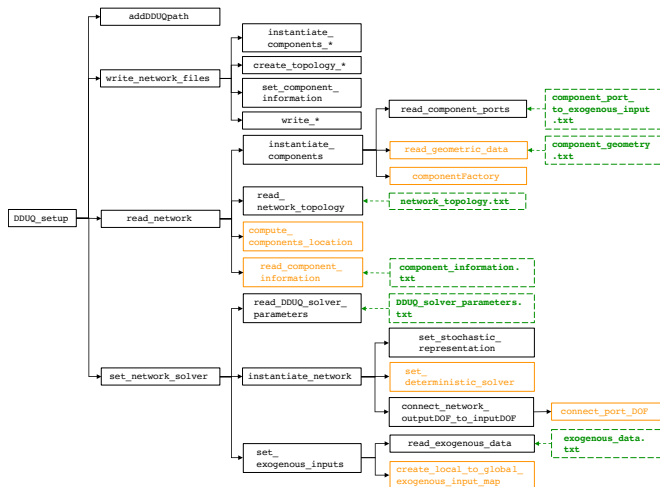 addDDUQpath
instantiate_
components_*
write_network_files
create_topology_*
set_component_
information
write_*
read_component_ports
component_port_
to_exogenous_input
.txt
instantiate_
components
read_geometric_data
component_geometry
.txt
componentFactory
DDUQ_setup
read_network
read_
network_topology
network_topology.txt
compute_
components_location
read_component_
information
component_information.
txt
read_DDUQ_solver_
parameters
DDUQ_solver_parameters.
txt
set_stochastic_
representation
set_network_solver
instantiate_network
set_
deterministic_solver
connect_network_
outputDOF_to_inputDOF
connect_port_DOF
set_
exogenous_inputs
read_exogenous_data
exogenous_data.
txt
create_local_to_global_
exogenous_input_map